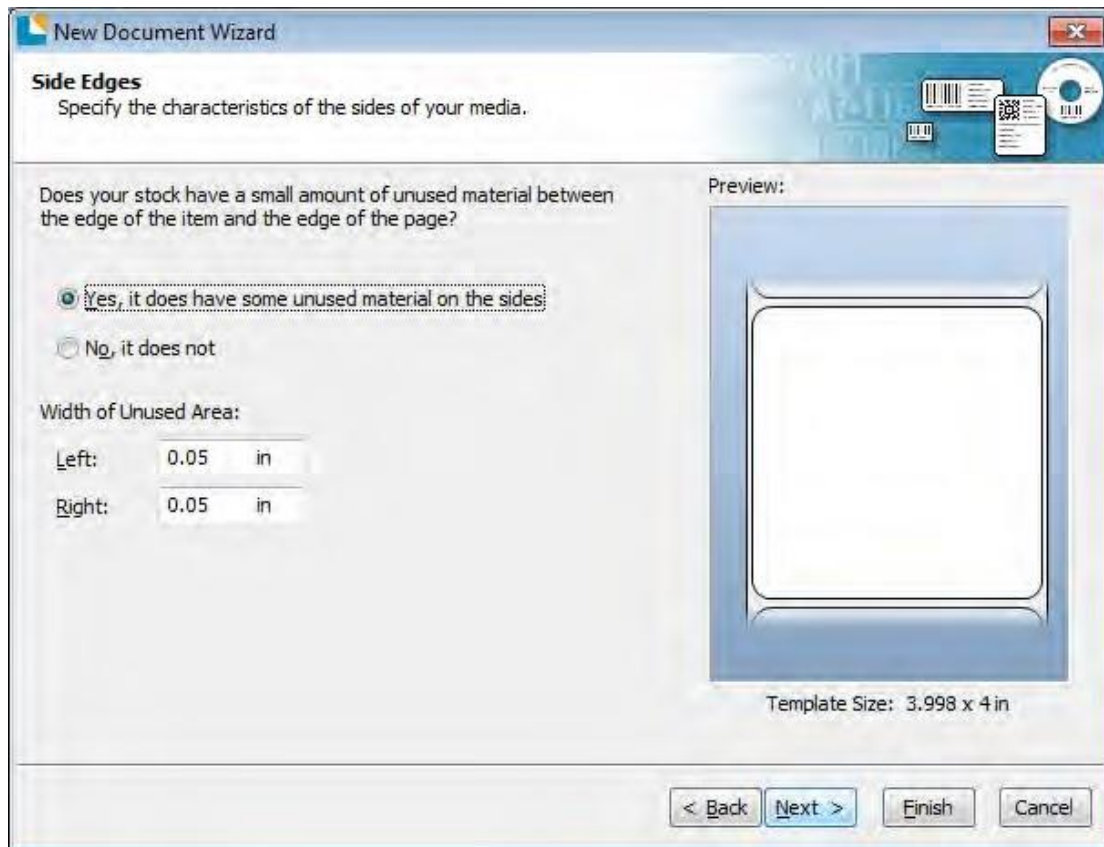 New Document Wizard
Side Edges
Specify the characteristics of the sides of your media.
Does your stock have a small amount of unused material between
the edge of the item and the edge of the page?
Yes, it does have some unused material on the sides
No, it does not
Width of Unused Area:
Left: 0.05 in
Right: 0.05 in
Preview:
Template Size: 3.998 x 4 in
< Back Next > Finish Cancel